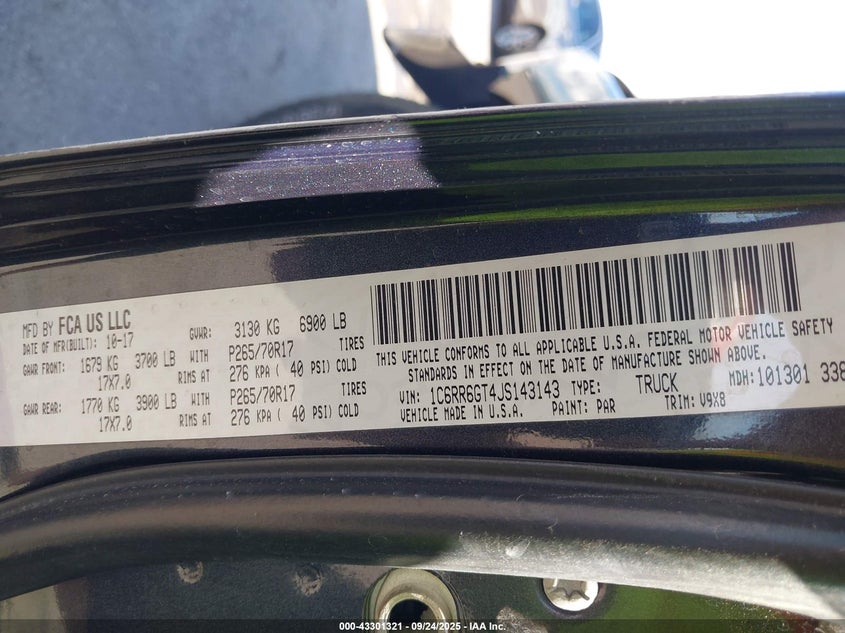 MFD BY FCA US LLC
DATE OF MFR(BUILT): 10-17
GVWR: 3130 KG 6900 LB
GAWR FRONT: 1679 KG 3700 LB WITH P265/70R17 TIRES
17X7.0 RIMS AT 276 KPA ( 40 PSI) COLD
GAWR REAR: 1770 KG 3900 LB WITH P265/70R17 TIRES
17X7.0 RIMS AT 276 KPA ( 40 PSI) COLD
THIS VEHICLE CONFORMS TO ALL APPLICABLE U.S.A. FEDERAL MOTOR VEHICLE SAFETY
STANDARDS IN EFFECT ON THE DATE OF MANUFACTURE SHOWN ABOVE.
VIN: 1C6RR6GT4JS143143 TYPE: TRUCK MDH:101301 338
VEHICLE MADE IN U.S.A. PAINT: PAR TRIM: V9X8
000-43301321 - 09/24/2025 - IAA Inc.